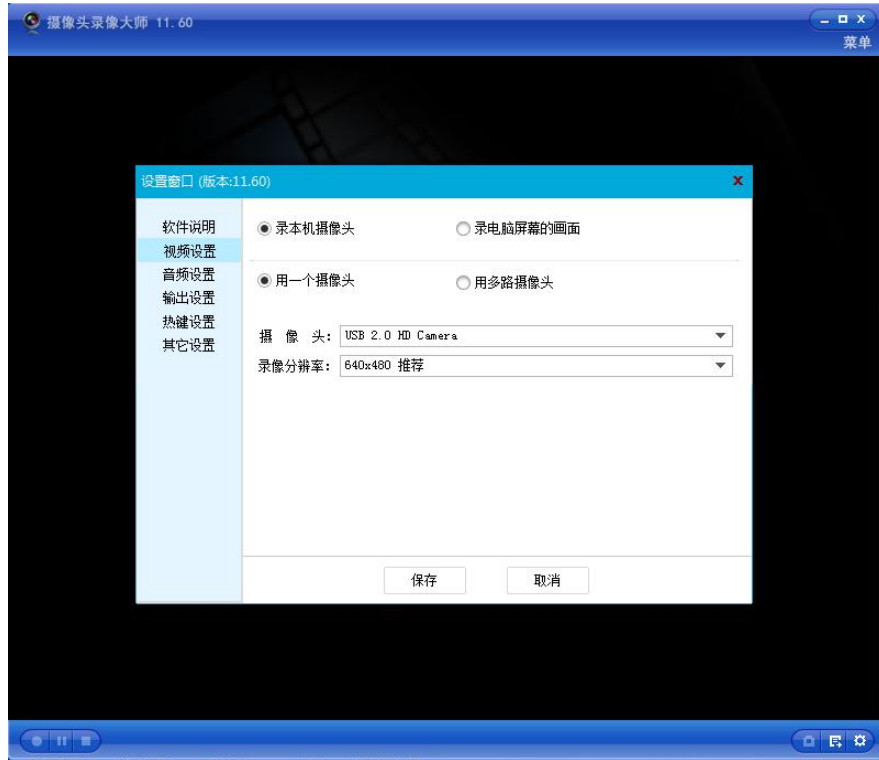 摄像头录像大师 11.60
菜单
设置窗口 (版本:11.60)
软件说明
视频设置
音频设置
输出设置
热键设置
其它设置
录本机摄像头 录电脑屏幕的画面
用一个摄像头 用多路摄像头
摄 像 头: USB 2.0 HD Camera
录像分辨率: 640x480 推荐
保存 取消